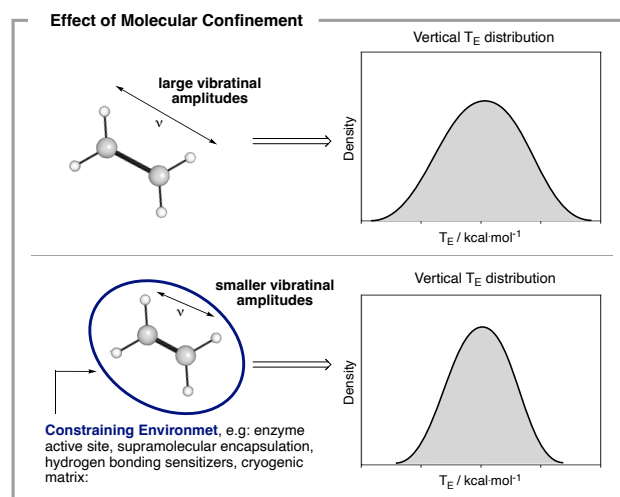 Effect of Molecular Confinement
large vibratinal
amplitudes
ν
Vertical T_E distribution
Density
T_E / kcal·mol⁻¹
smaller vibratinal
amplitudes
ν
Vertical T_E distribution
Density
T_E / kcal·mol⁻¹
Constraining Environmet, e.g: enzyme
active site, supramolecular encapsulation,
hydrogen bonding sensitizers, cryogenic
matrix: